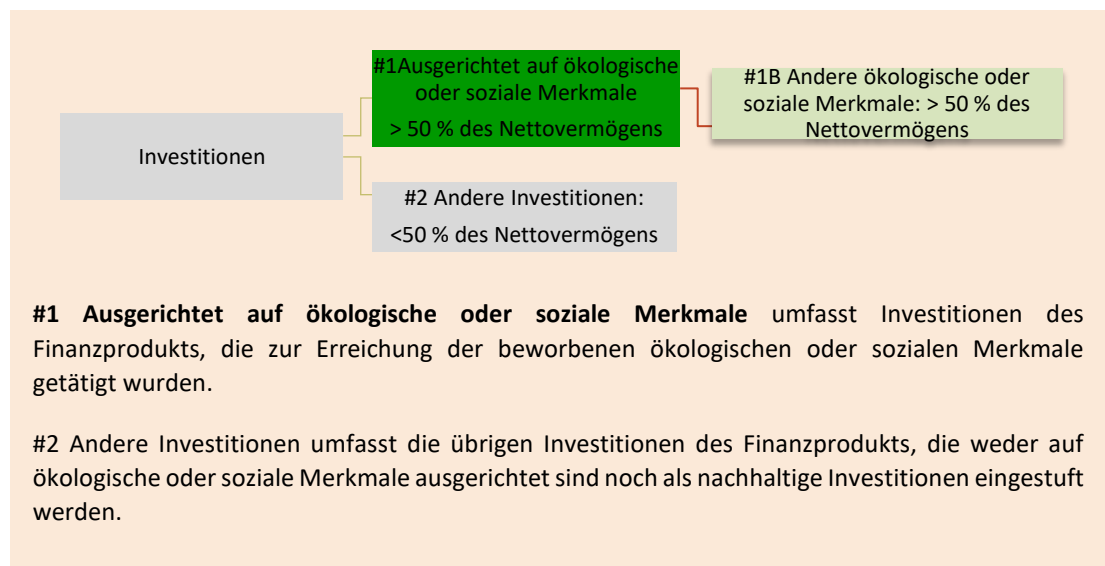 #1Ausgerichtet auf ökologische
oder soziale Merkmale
> 50 % des Nettovermögens
#1B Andere ökologische oder
soziale Merkmale: > 50 % des
Nettovermögens
Investitionen
#2 Andere Investitionen:
<50 % des Nettovermögens
#1 Ausgerichtet auf ökologische oder soziale Merkmale umfasst Investitionen des
Finanzprodukts, die zur Erreichung der beworbenen ökologischen oder sozialen Merkmale
getätigt wurden.
#2 Andere Investitionen umfasst die übrigen Investitionen des Finanzprodukts, die weder auf
ökologische oder soziale Merkmale ausgerichtet sind noch als nachhaltige Investitionen eingestuft
werden.